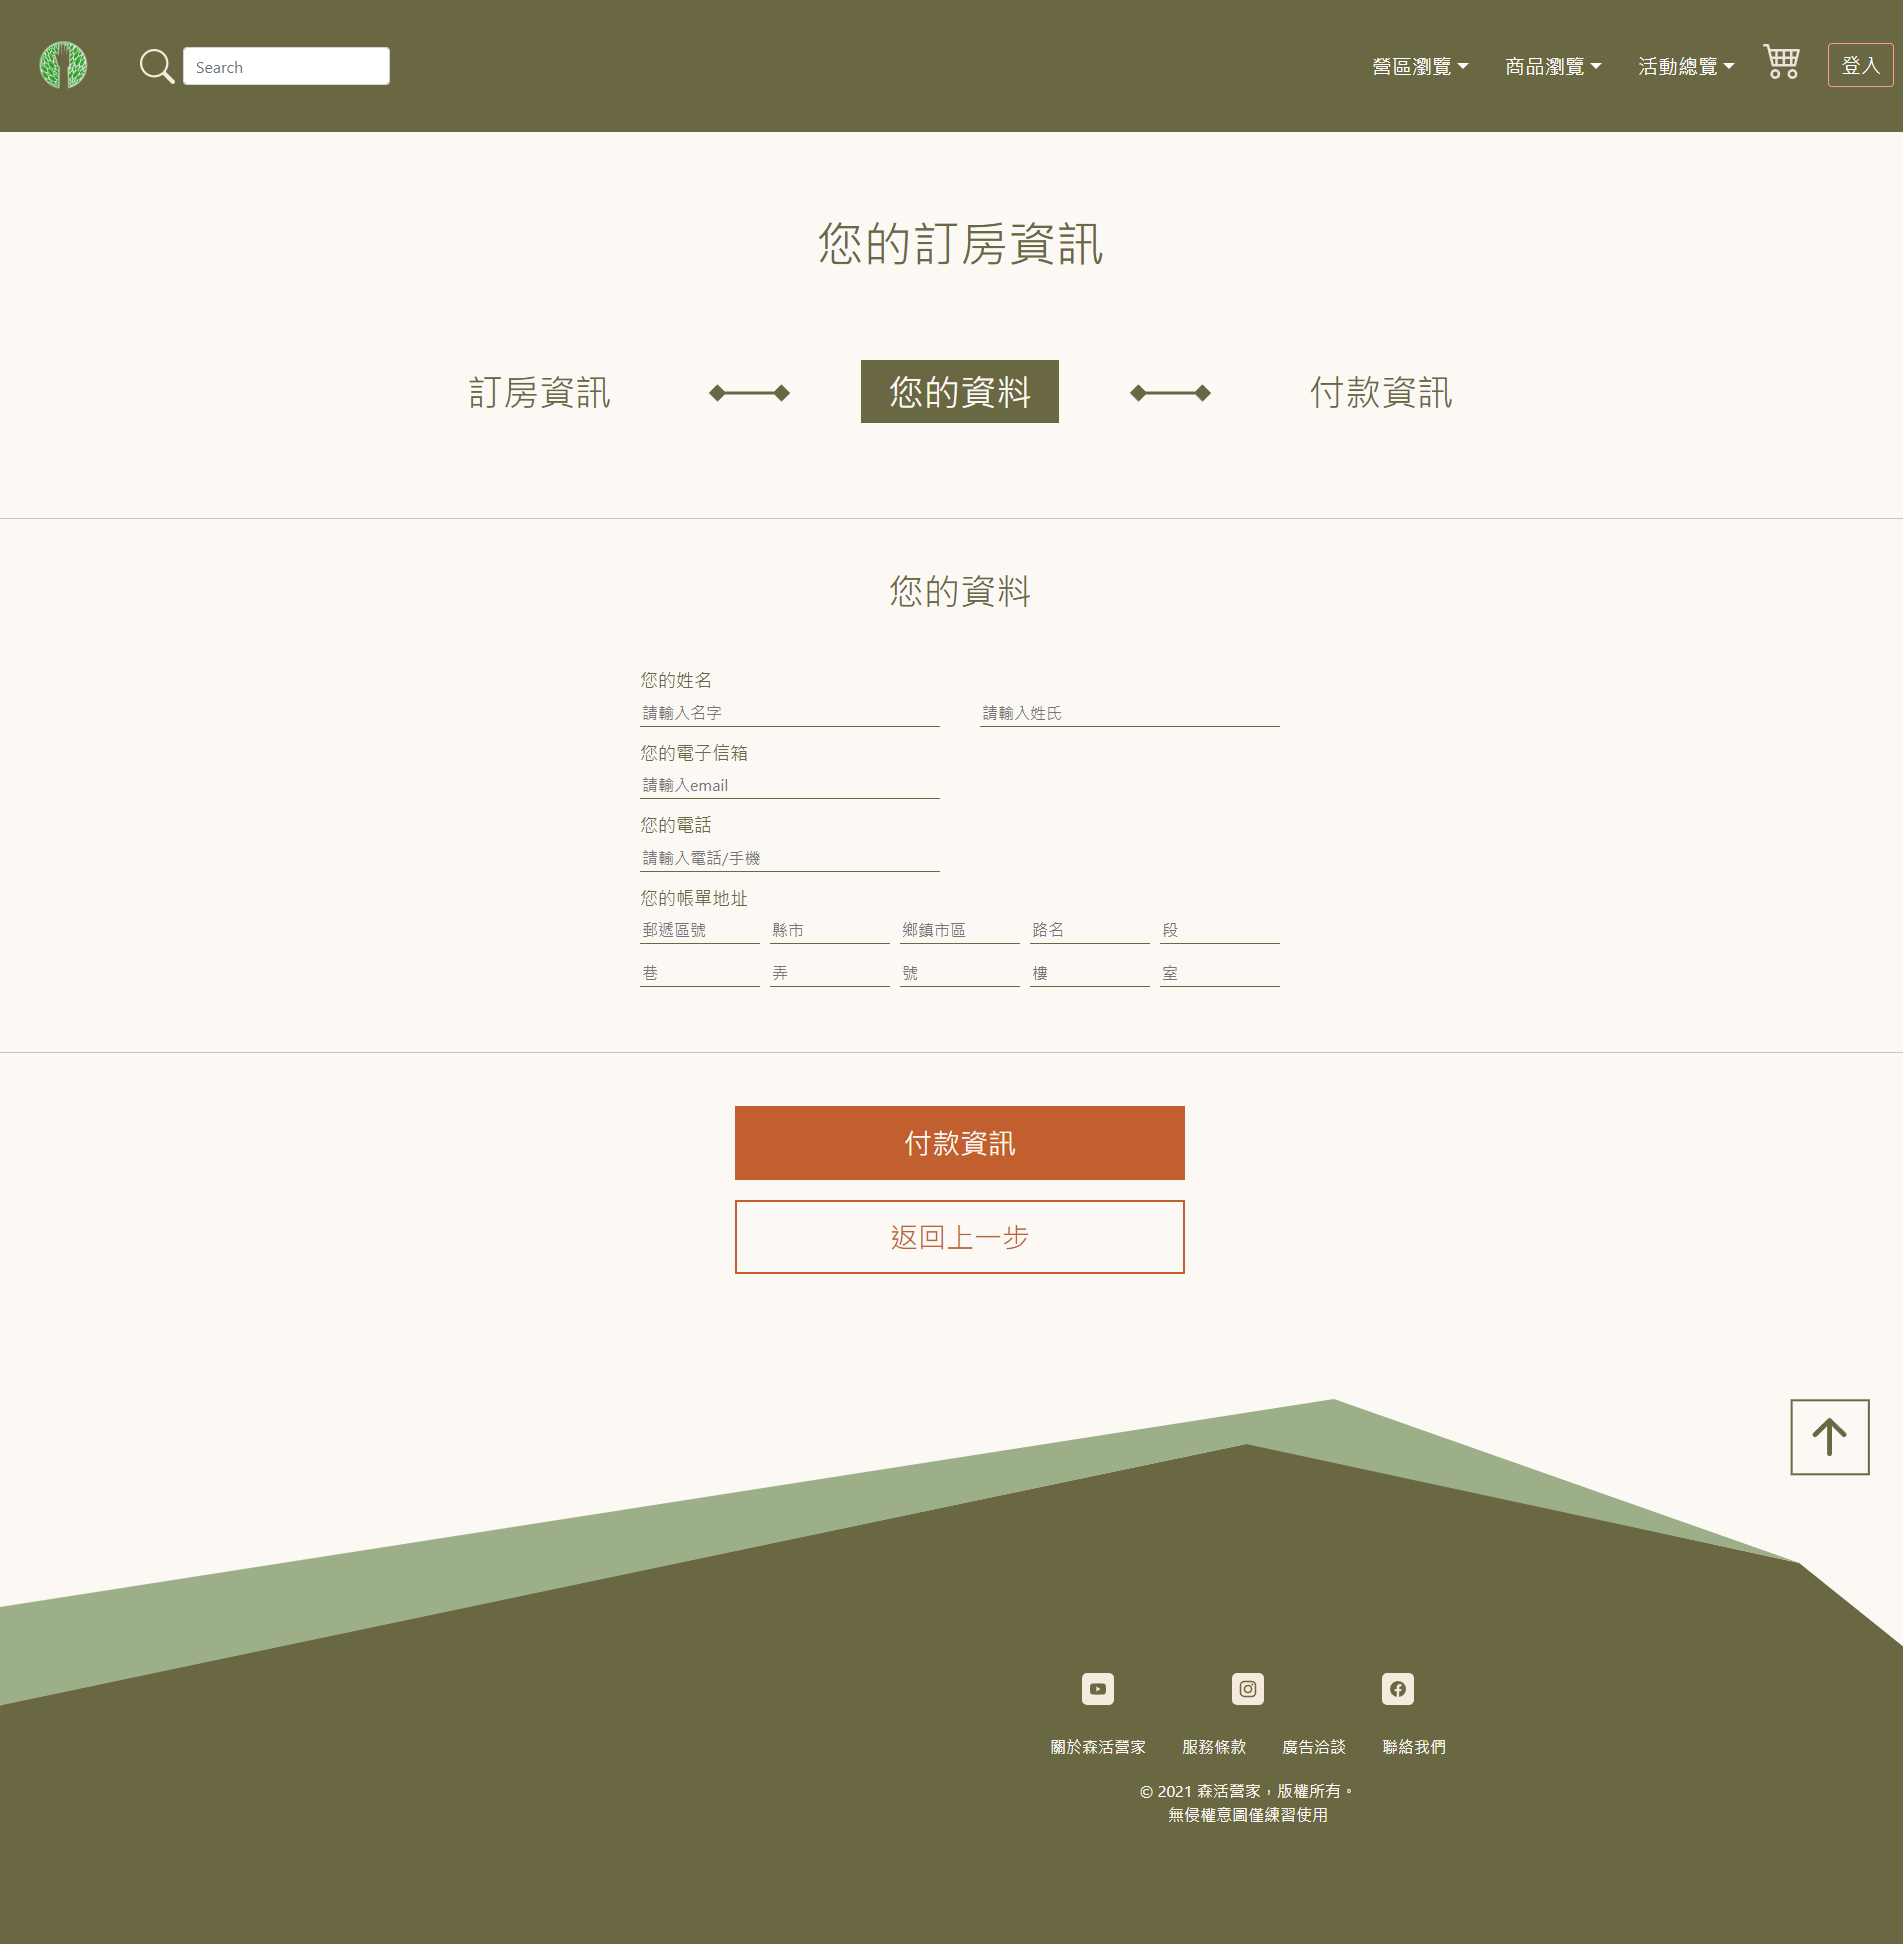 Search
營區瀏覽 商品瀏覽 活動總覽 登入
您的訂房資訊
訂房資訊 您的資料 付款資訊
您的資料
您的姓名
請輸入名字 請輸入姓氏
您的電子信箱
請輸入email
您的電話
請輸入電話/手機
您的帳單地址
郵遞區號 縣市 鄉鎮市區 路名 段
巷 弄 號 樓 室
付款資訊
返回上一步
關於森活營家 服務條款 廣告洽談 聯絡我們
© 2021 森活營家，版權所有。
無侵權意圖僅練習使用